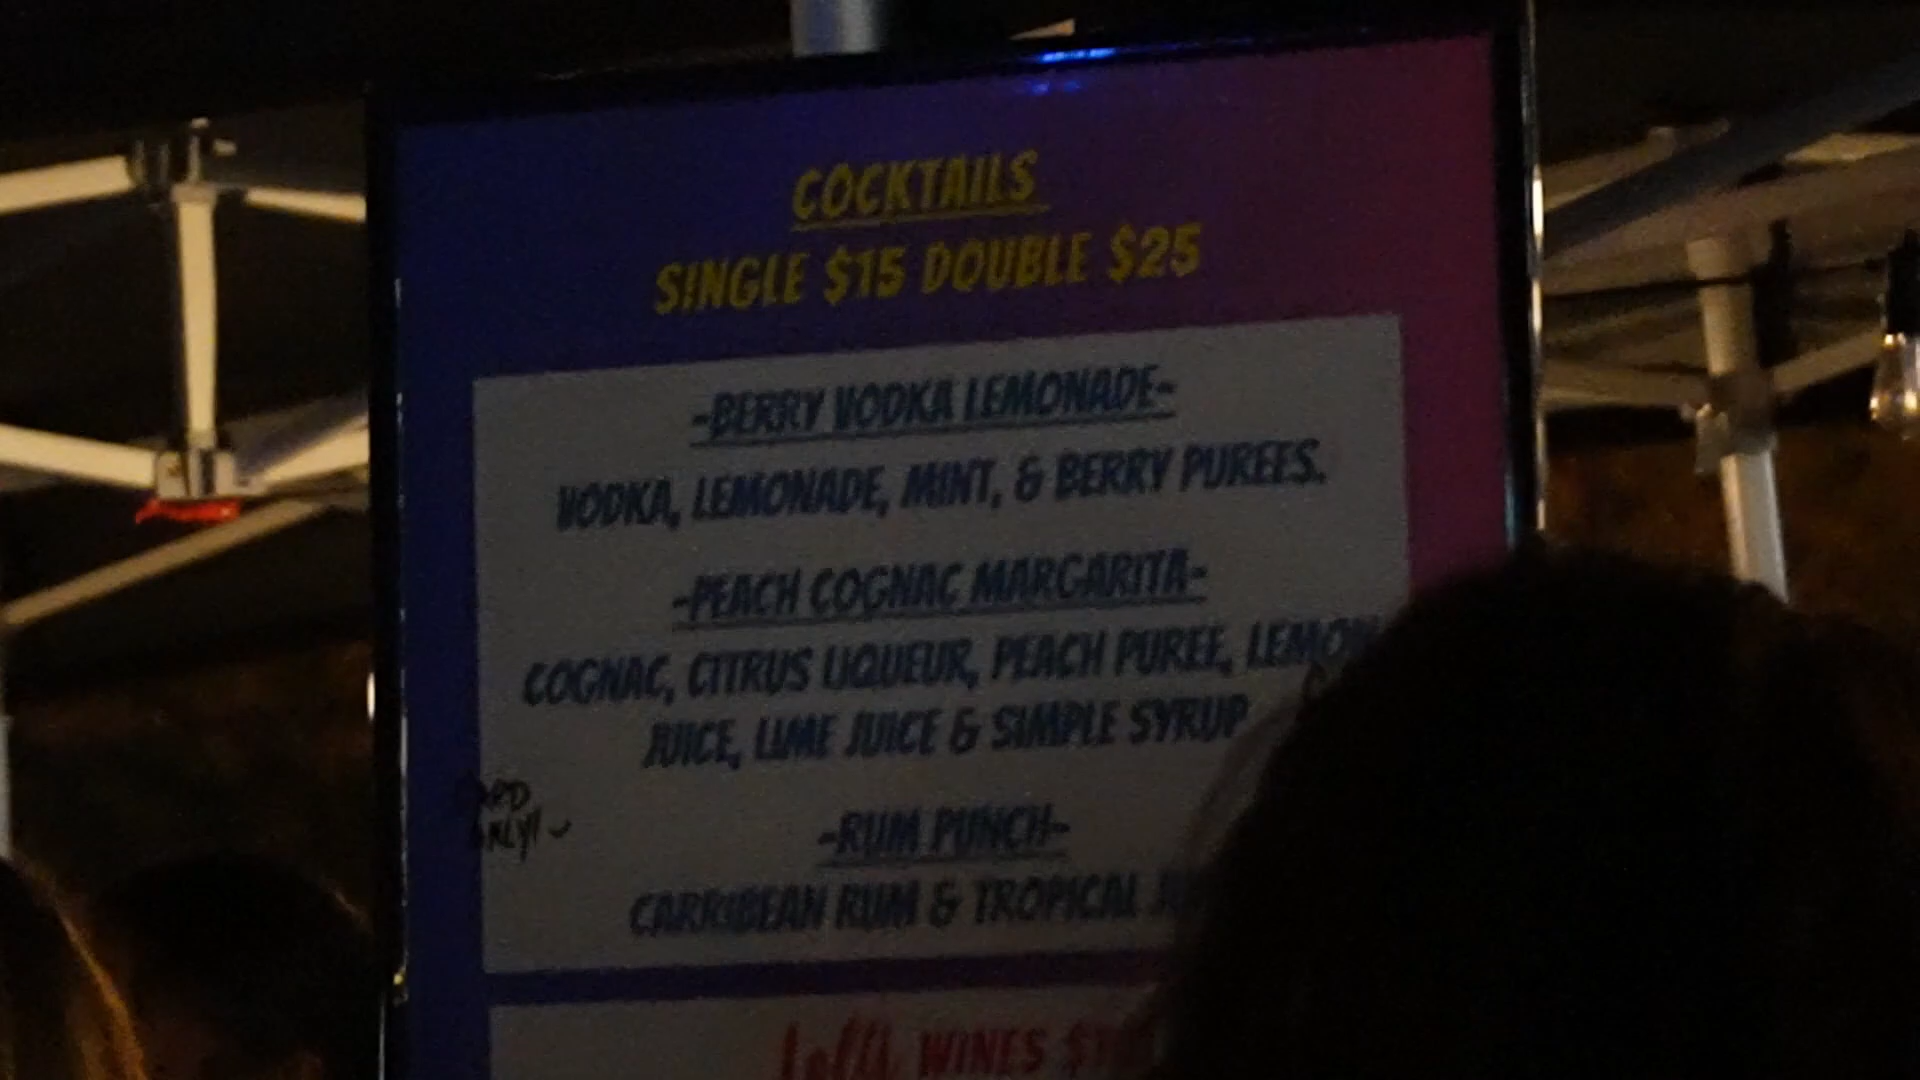 COCKTAILS
SINGLE $15 DOUBLE $25
-BERRY VODKA LEMONADE-
VODKA, LEMONADE, MINT, & BERRY PUREES.
-PEACH COGNAC MARGARITA-
COGNAC, CITRUS LIQUEUR, PEACH PUREE, LEMON
JUICE, LIME JUICE & SIMPLE SYRUP
-RUM PUNCH-
CARRIBEAN RUM & TROPICAL
WINES